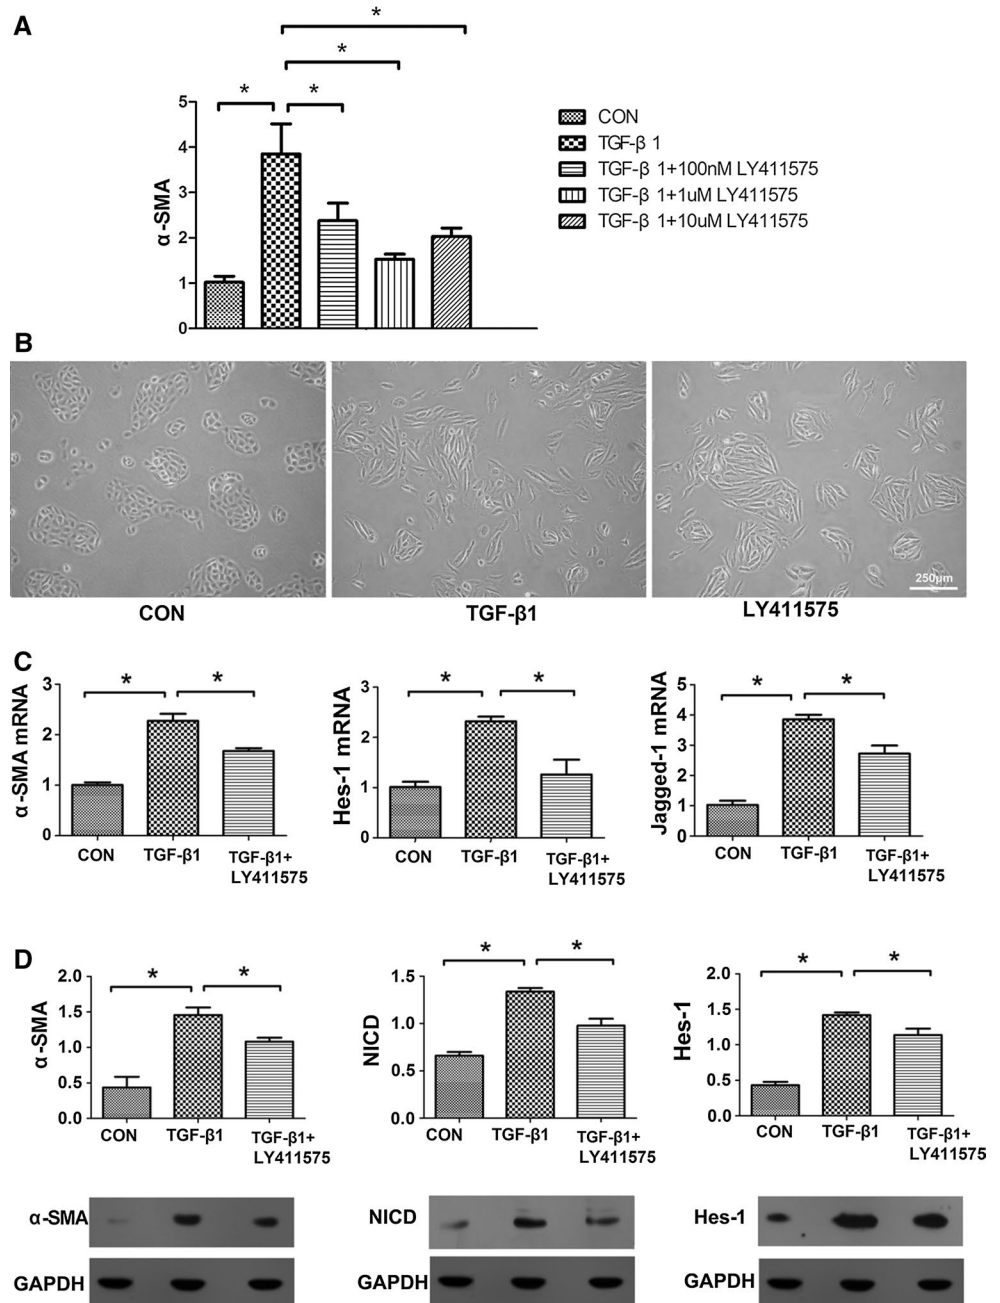 A
* 
*
* *
5
4
3
2
1
0
α-SMA
CON
TGF-β 1
TGF-β 1+100nM LY411575
TGF-β 1+1uM LY411575
TGF-β 1+10uM LY411575
B
250μm
CON TGF-β1 LY411575
C
* *
3
2
1
0
α-SMA mRNA
CON TGF-β1 TGF-β1+
LY411575
* *
3
2
1
0
Hes-1 mRNA
CON TGF-β1 TGF-β1+
LY411575
* *
5
4
3
2
1
0
Jagged-1 mRNA
CON TGF-β1 TGF-β1+
LY411575
D
* *
2.0
1.5
1.0
0.5
0.0
α-SMA
CON TGF-β1 TGF-β1+
LY411575
* *
1.5
1.0
0.5
0.0
NICD
CON TGF-β1 TGF-β1+
LY411575
* *
2.0
1.5
1.0
0.5
0.0
Hes-1
CON TGF-β1 TGF-β1+
LY411575
α-SMA
GAPDH
NICD
GAPDH
Hes-1
GAPDH